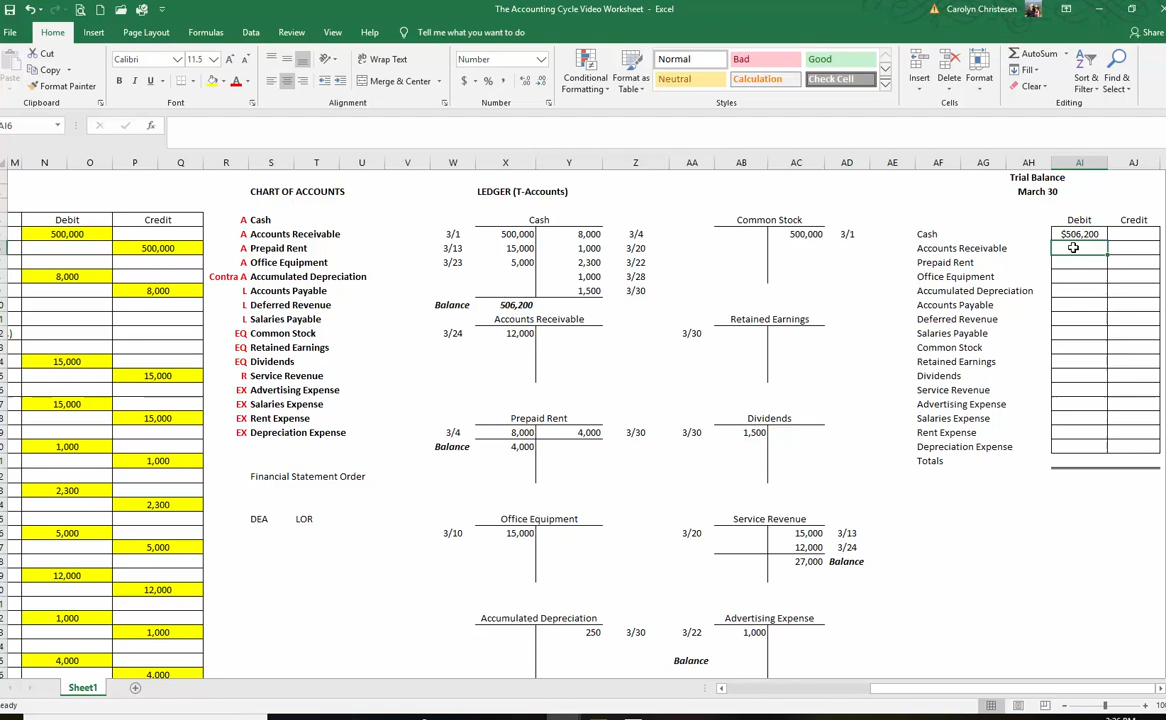 The Accounting Cycle Video Worksheet - Excel
Carolyn Christesen
File Home Insert Page Layout Formulas Data Review View Help Tell me what you want to do Share
Cut
Copy
Format Painter
Paste
Clipboard
Calibri 11.5
B I U
Font
Wrap Text
Merge & Center
Alignment
Number
$ % ,
Number
Conditional Formatting
Format as Table
Normal Bad Good
Neutral Calculation Check Cell
Styles
Insert Delete Format
Cells
AutoSum
Fill
Clear
Sort & Filter
Find & Select
Editing
AI6
fx
M N O P Q R S T U V W X Y Z AA AB AC AD AE AF AG AH AI AJ
Debit Credit
500,000
500,000
8,000
8,000
15,000
15,000
15,000
15,000
1,000
1,000
2,300
2,300
5,000
5,000
12,000
12,000
1,000
1,000
4,000
4,000
CHART OF ACCOUNTS
A Cash
A Accounts Receivable
A Prepaid Rent
A Office Equipment
Contra A Accumulated Depreciation
L Accounts Payable
L Deferred Revenue
L Salaries Payable
EQ Common Stock
EQ Retained Earnings
EQ Dividends
R Service Revenue
EX Advertising Expense
EX Salaries Expense
EX Rent Expense
EX Depreciation Expense
Financial Statement Order
DEA LOR
LEDGER (T-Accounts)
Cash
3/1 500,000 8,000 3/4
3/13 15,000 1,000 3/20
3/23 5,000 2,300 3/22
1,000 3/28
1,500 3/30
Balance 506,200
Accounts Receivable
3/24 12,000
Prepaid Rent
3/4 8,000 4,000 3/30
Balance 4,000
Office Equipment
3/10 15,000
Accumulated Depreciation
250 3/30
Common Stock
500,000 3/1
Retained Earnings
3/30
Dividends
3/30 1,500
Service Revenue
3/20 15,000 3/13
12,000 3/24
27,000 Balance
Advertising Expense
3/22 1,000
Balance
Trial Balance
March 30
Debit Credit
Cash $506,200
Accounts Receivable
Prepaid Rent
Office Equipment
Accumulated Depreciation
Accounts Payable
Deferred Revenue
Salaries Payable
Common Stock
Retained Earnings
Dividends
Service Revenue
Advertising Expense
Salaries Expense
Rent Expense
Depreciation Expense
Totals
Sheet1